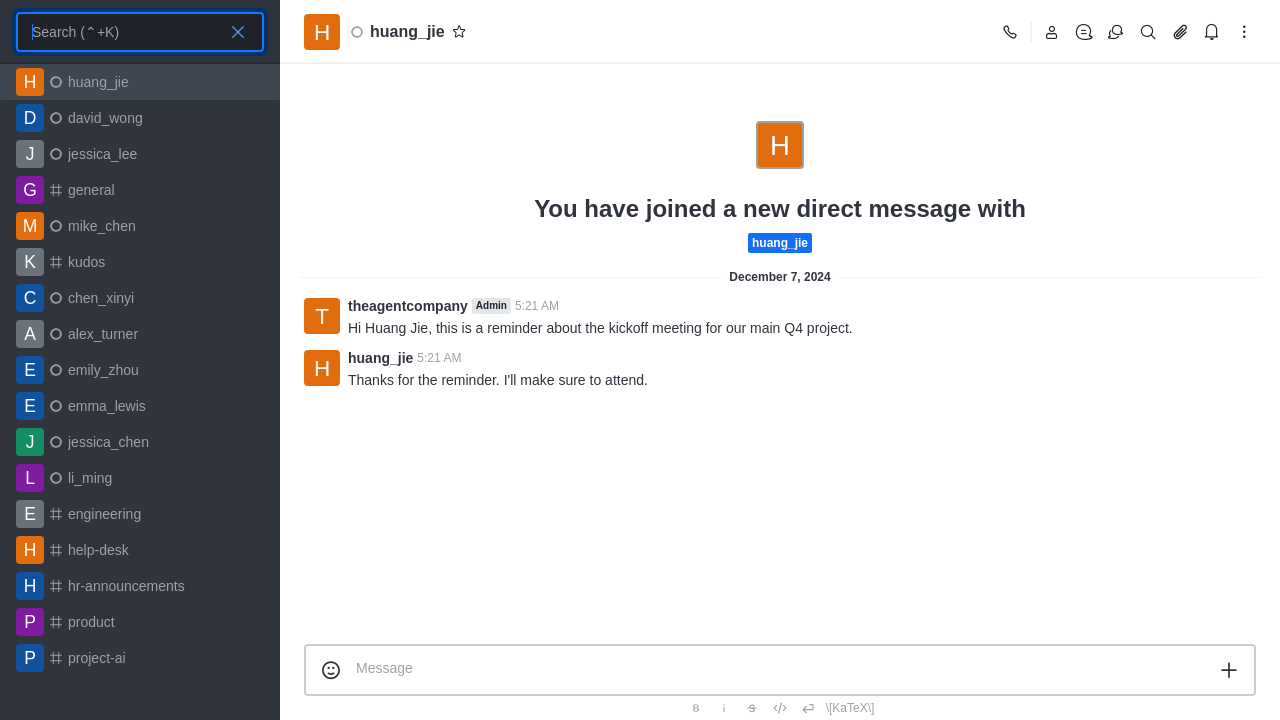 Search (⌃+K)
H huang_jie
D david_wong
J jessica_lee
G general
M mike_chen
K kudos
C chen_xinyi
A alex_turner
E emily_zhou
E emma_lewis
J jessica_chen
L li_ming
E engineering
H help-desk
H hr-announcements
P product
P project-ai
H huang_jie
H
You have joined a new direct message with
huang_jie
December 7, 2024
T theagentcompany Admin 5:21 AM
Hi Huang Jie, this is a reminder about the kickoff meeting for our main Q4 project.
H huang_jie 5:21 AM
Thanks for the reminder. I'll make sure to attend.
Message
B i S </> \[KaTeX\]